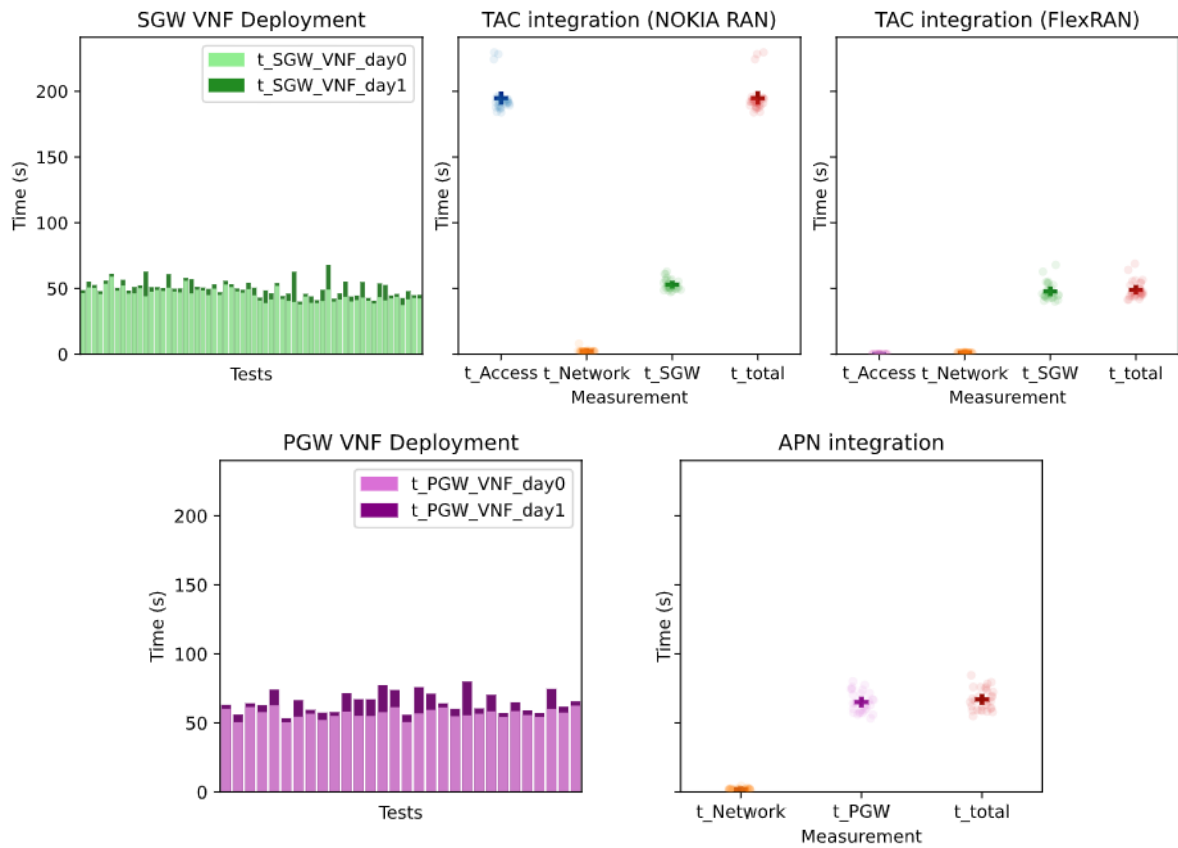 SGW VNF Deployment
TAC integration (NOKIA RAN)
TAC integration (FlexRAN)
t_SGW_VNF_day0
t_SGW_VNF_day1
Time (s)
200
150
100
50
0
Tests
Time (s)
t_Access t_Network t_SGW t_total
Measurement
Time (s)
t_Access t_Network t_SGW t_total
Measurement
PGW VNF Deployment
APN integration
t_PGW_VNF_day0
t_PGW_VNF_day1
Time (s)
200
150
100
50
0
Tests
Time (s)
t_Network t_PGW t_total
Measurement